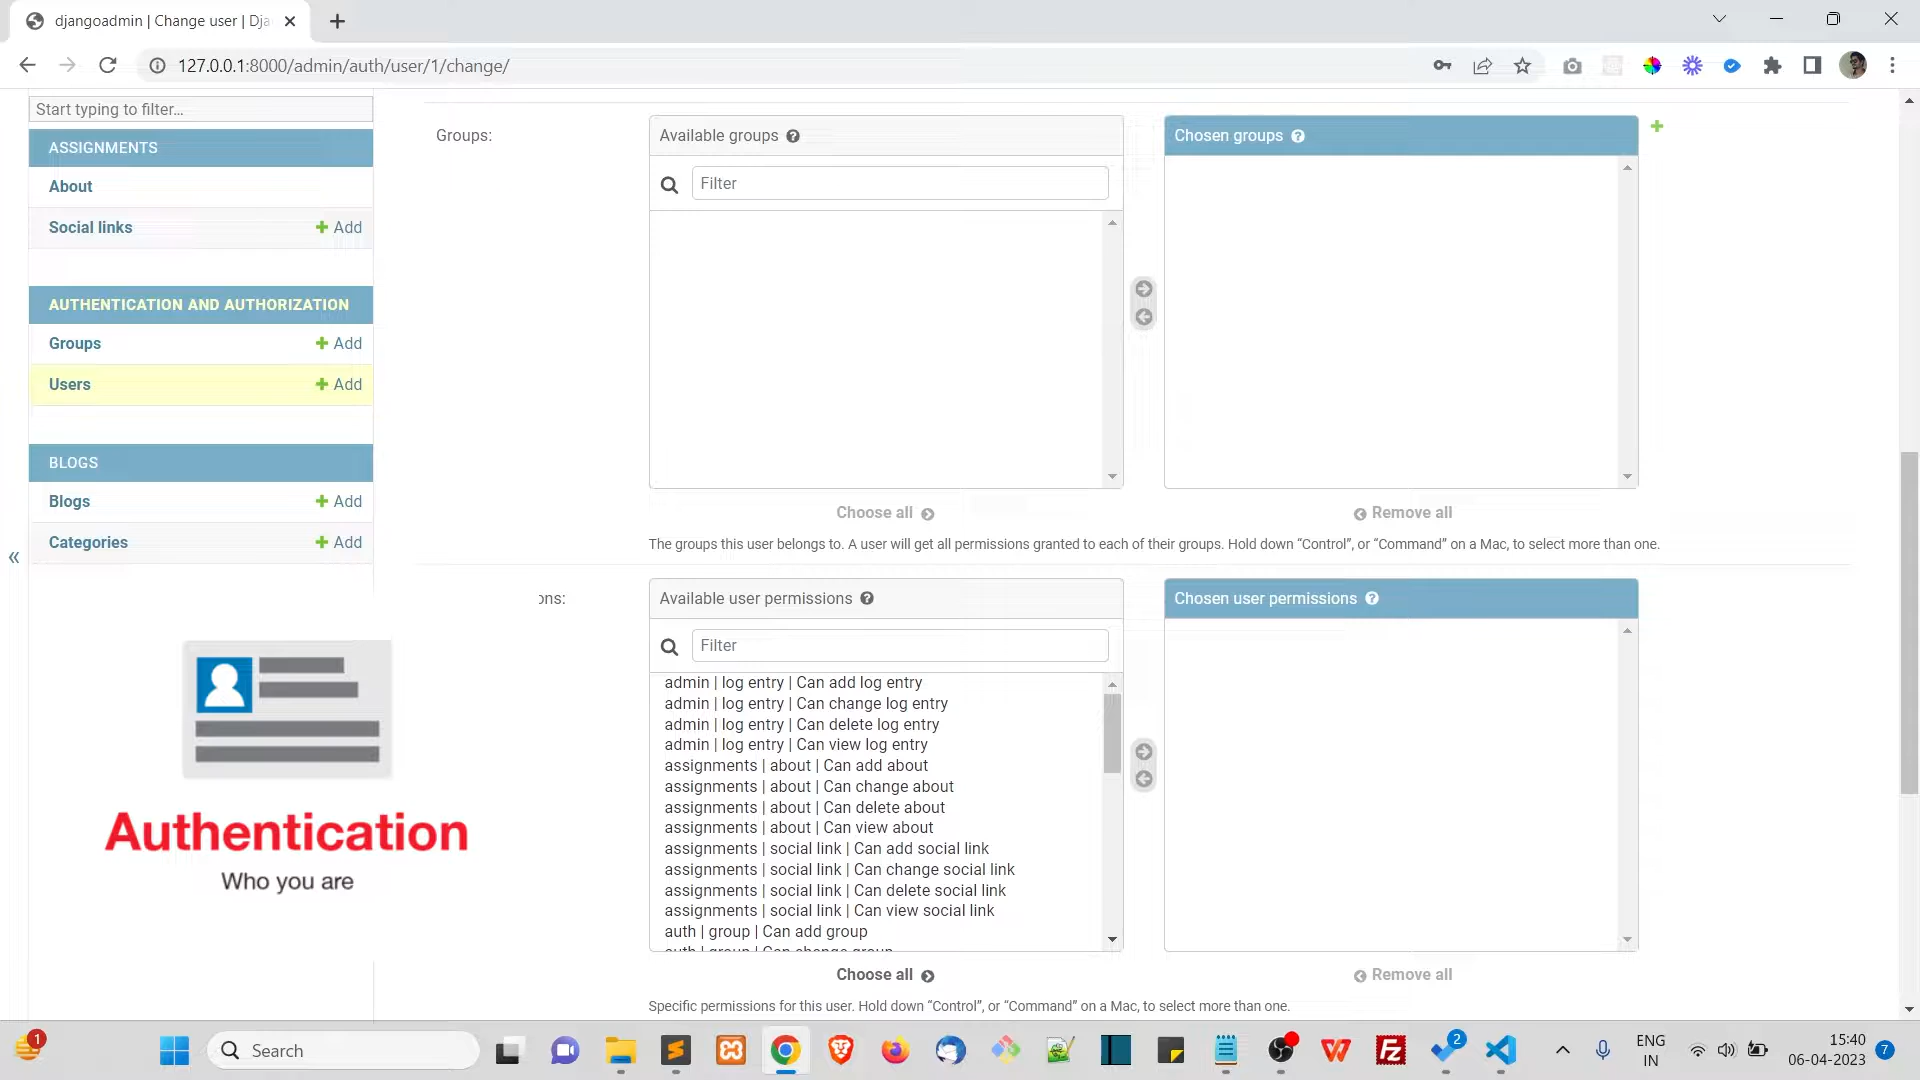 djangoadmin | Change user | Dja
127.0.0.1:8000/admin/auth/user/1/change/
Start typing to filter...
ASSIGNMENTS
About
Social links
Add
AUTHENTICATION AND AUTHORIZATION
Groups
Add
Users
Add
BLOGS
Blogs
Add
Categories
Add
«
Authentication
Who you are
Groups:
Available groups
Filter
Choose all
Chosen groups
Remove all
The groups this user belongs to. A user will get all permissions granted to each of their groups. Hold down “Control”, or “Command” on a Mac, to select more than one.
ons:
Available user permissions
Filter
admin | log entry | Can add log entry
admin | log entry | Can change log entry
admin | log entry | Can delete log entry
admin | log entry | Can view log entry
assignments | about | Can add about
assignments | about | Can change about
assignments | about | Can delete about
assignments | about | Can view about
assignments | social link | Can add social link
assignments | social link | Can change social link
assignments | social link | Can delete social link
assignments | social link | Can view social link
auth | group | Can add group
auth | group | Can change group
Choose all
Chosen user permissions
Remove all
Specific permissions for this user. Hold down “Control”, or “Command” on a Mac, to select more than one.
1
Search
2
ENG
IN
15:40
06-04-2023
7